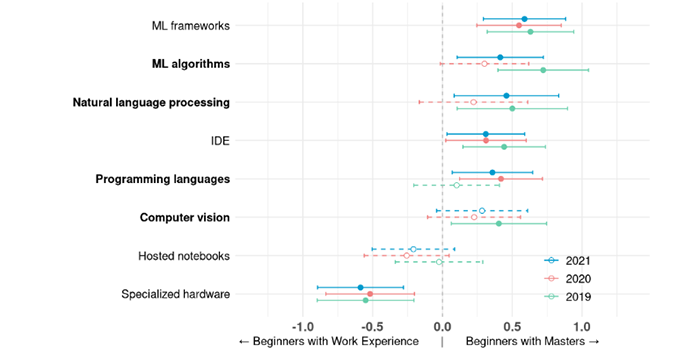 ML frameworks
ML algorithms
Natural language processing
IDE
Programming languages
Computer vision
Hosted notebooks
Specialized hardware
2021
2020
2019
-1.0 -0.5 0.0 0.5 1.0
← Beginners with Work Experience | Beginners with Masters →